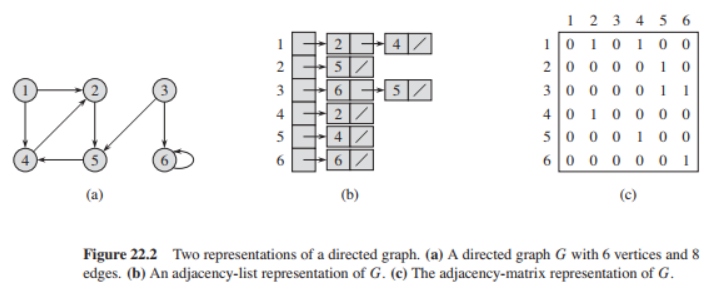 1 2 3
4 5 6
(a)
1 2 4
2 5
3 6 5
4 2
5 4
6 6
(b)
1 2 3 4 5 6
1 0 1 0 1 0 0
2 0 0 0 0 1 0
3 0 0 0 0 1 1
4 0 1 0 0 0 0
5 0 0 0 1 0 0
6 0 0 0 0 0 1
(c)
Figure 22.2 Two representations of a directed graph. (a) A directed graph G with 6 vertices and 8
edges. (b) An adjacency-list representation of G. (c) The adjacency-matrix representation of G.